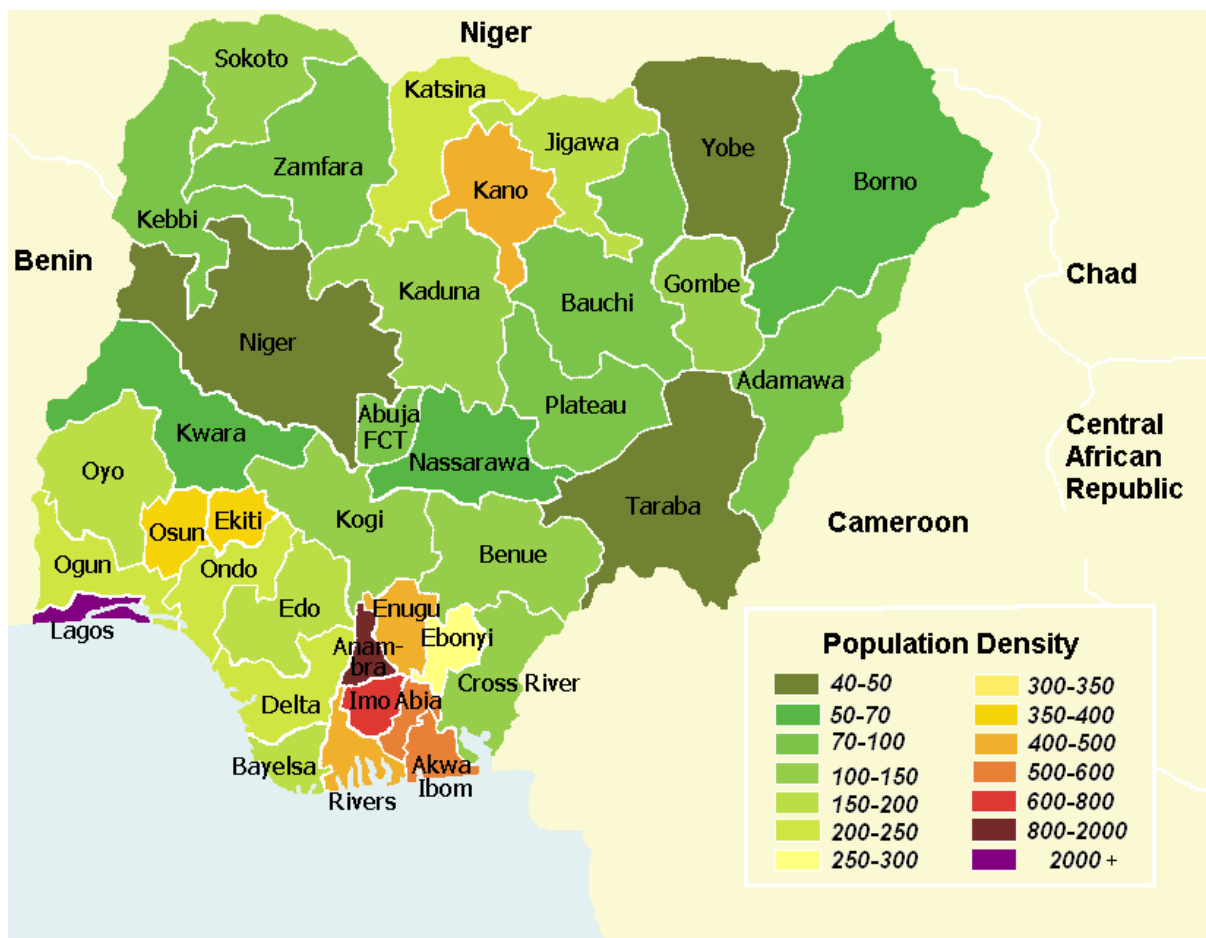 Niger
Sokoto
Katsina
Jigawa
Yobe
Zamfara
Kano
Borno
Kebbi
Benin
Chad
Gombe
Kaduna
Bauchi
Niger
Adamawa
Plateau
Abuja
FCT
Kwara
Nassarawa
Central
African
Republic
Oyo
Taraba
Cameroon
Osun
Ekiti
Kogi
Benue
Ogun
Ondo
Edo
Enugu
Lagos
Ebonyi
Anam-
bra
Cross River
Imo
Abia
Delta
Bayelsa
Akwa
Ibom
Rivers
Population Density
40-50
50-70
70-100
100-150
150-200
200-250
250-300
300-350
350-400
400-500
500-600
600-800
800-2000
2000 +